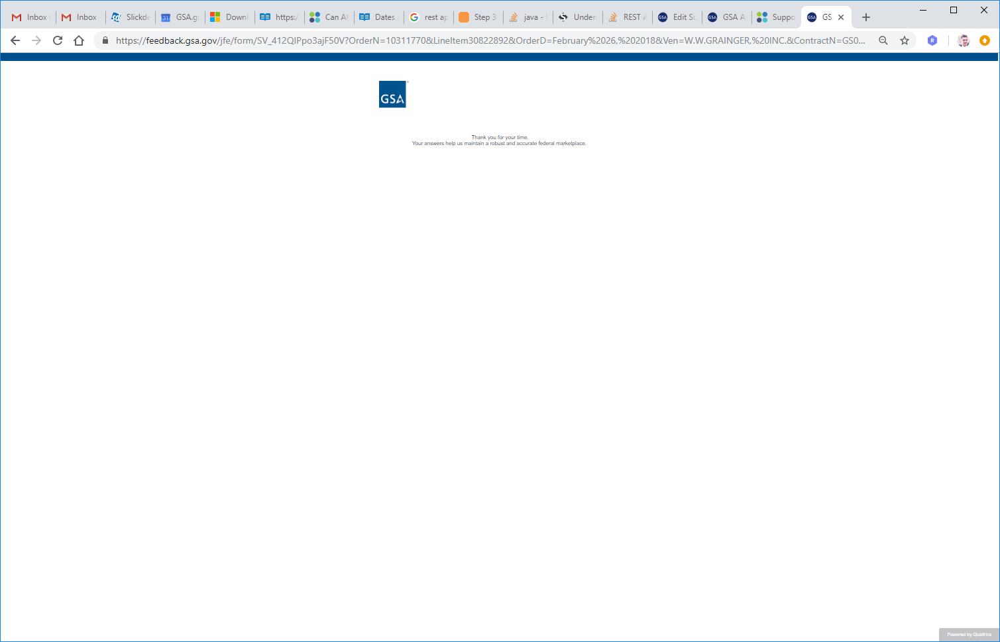 Inbox
Inbox
Slickde
GSA.g
Downl
https:/
Can A
Dates
rest ap
Step 3
java -
Under
REST A
Edit Su
GSA A
Suppo
GS
https://feedback.gsa.gov/jfe/form/SV_412QIPpo3ajF50V?OrderN=10311770&LineItem30822892&OrderD=February%2026,%202018&Ven=W.W.GRAINGER,%20INC.&ContractN=GS0...
GSA
Thank you for your time.
Your answers help us maintain a robust and accurate federal marketplace.
Powered by Qualtrics